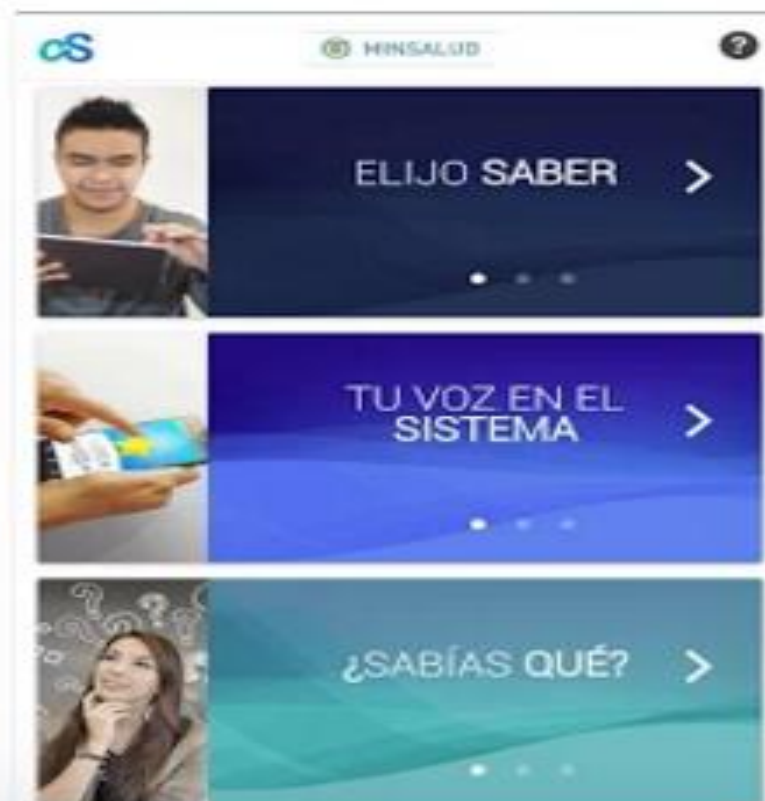 cS
MINSALUD
?
ELIJO SABER
TU VOZ EN EL
SISTEMA
¿SABÍAS QUÉ?